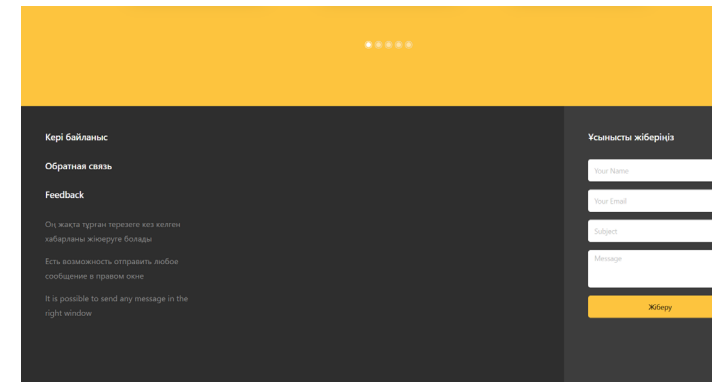 Кері байланыс
Обратная связь
Feedback
Оң жақта тұрған терезеге кез келген
хабарланы жіюеруге болады
Есть возможность отправить любое
сообщение в правом окне
It is possible to send any message in the
right window
Ұсынысты жіберіңіз
Your Name
Your Email
Subject
Message
Жіберу